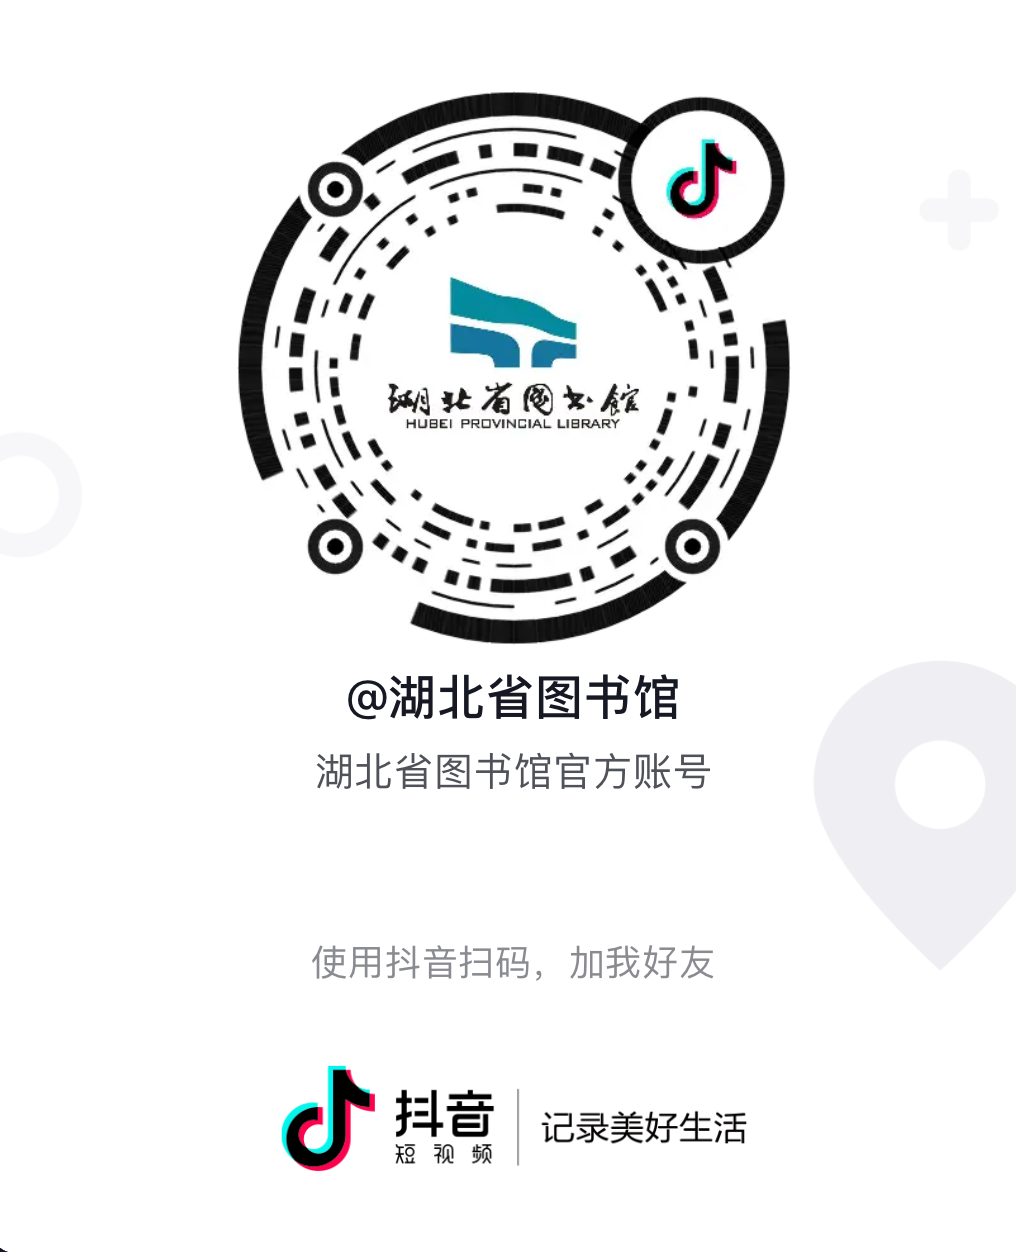 湖北省图书馆
HUBEI PROVINCIAL LIBRARY
@湖北省图书馆
湖北省图书馆官方账号
使用抖音扫码，加我好友
抖音
短视频
记录美好生活